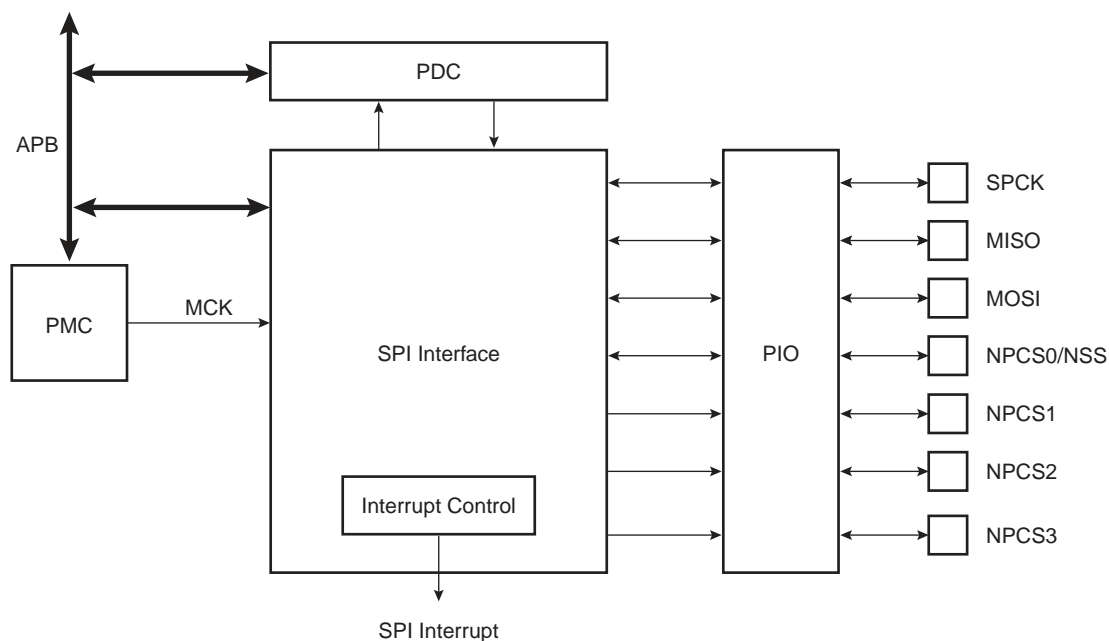 PDC
APB
SPCK
MISO
MCK
MOSI
PMC
SPI Interface
PIO
NPCS0/NSS
NPCS1
NPCS2
Interrupt Control
NPCS3
SPI Interrupt